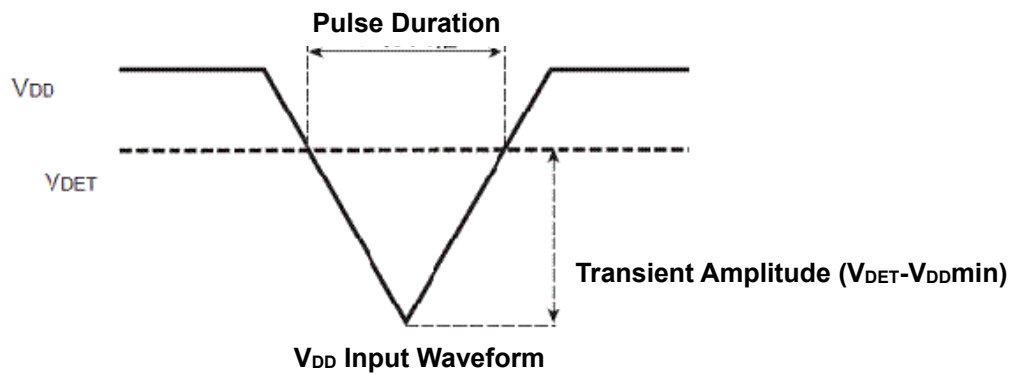 Pulse Duration
VDD
VDET
Transient Amplitude (VDET-VDDmin)
VDD Input Waveform